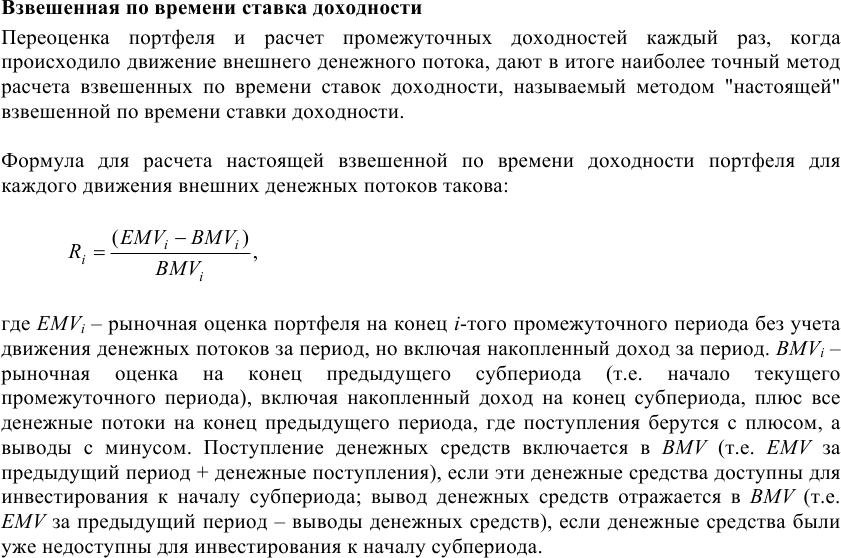 Взвешенная по времени ставка доходности
Переоценка портфеля и расчет промежуточных доходностей каждый раз, когда
происходило движение внешнего денежного потока, дают в итоге наиболее точный метод
расчета взвешенных по времени ставок доходности, называемый методом "настоящей"
взвешенной по времени ставки доходности.
Формула для расчета настоящей взвешенной по времени доходности портфеля для
каждого движения внешних денежных потоков такова:
R_i = (EMV_i − BMV_i) / BMV_i ,
где EMV_i – рыночная оценка портфеля на конец i-того промежуточного периода без учета
движения денежных потоков за период, но включая накопленный доход за период. BMV_i –
рыночная оценка на конец предыдущего субпериода (т.е. начало текущего
промежуточного периода), включая накопленный доход на конец субпериода, плюс все
денежные потоки на конец предыдущего периода, где поступления берутся с плюсом, а
выводы с минусом. Поступление денежных средств включается в BMV (т.е. EMV за
предыдущий период + денежные поступления), если эти денежные средства доступны для
инвестирования к началу субпериода; вывод денежных средств отражается в BMV (т.е.
EMV за предыдущий период – выводы денежных средств), если денежные средства были
уже недоступны для инвестирования к началу субпериода.